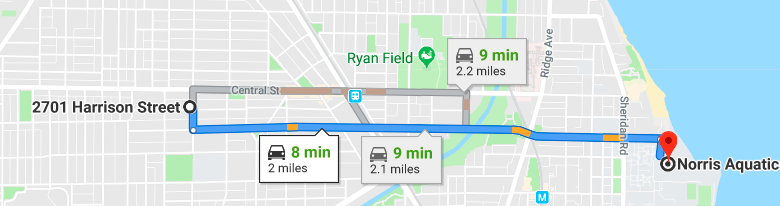 Ryan Field
9 min
2.2 miles
Ridge Ave
Central St
2701 Harrison Street
Sheridan Rd
8 min
2 miles
9 min
2.1 miles
Norris Aquatic
M